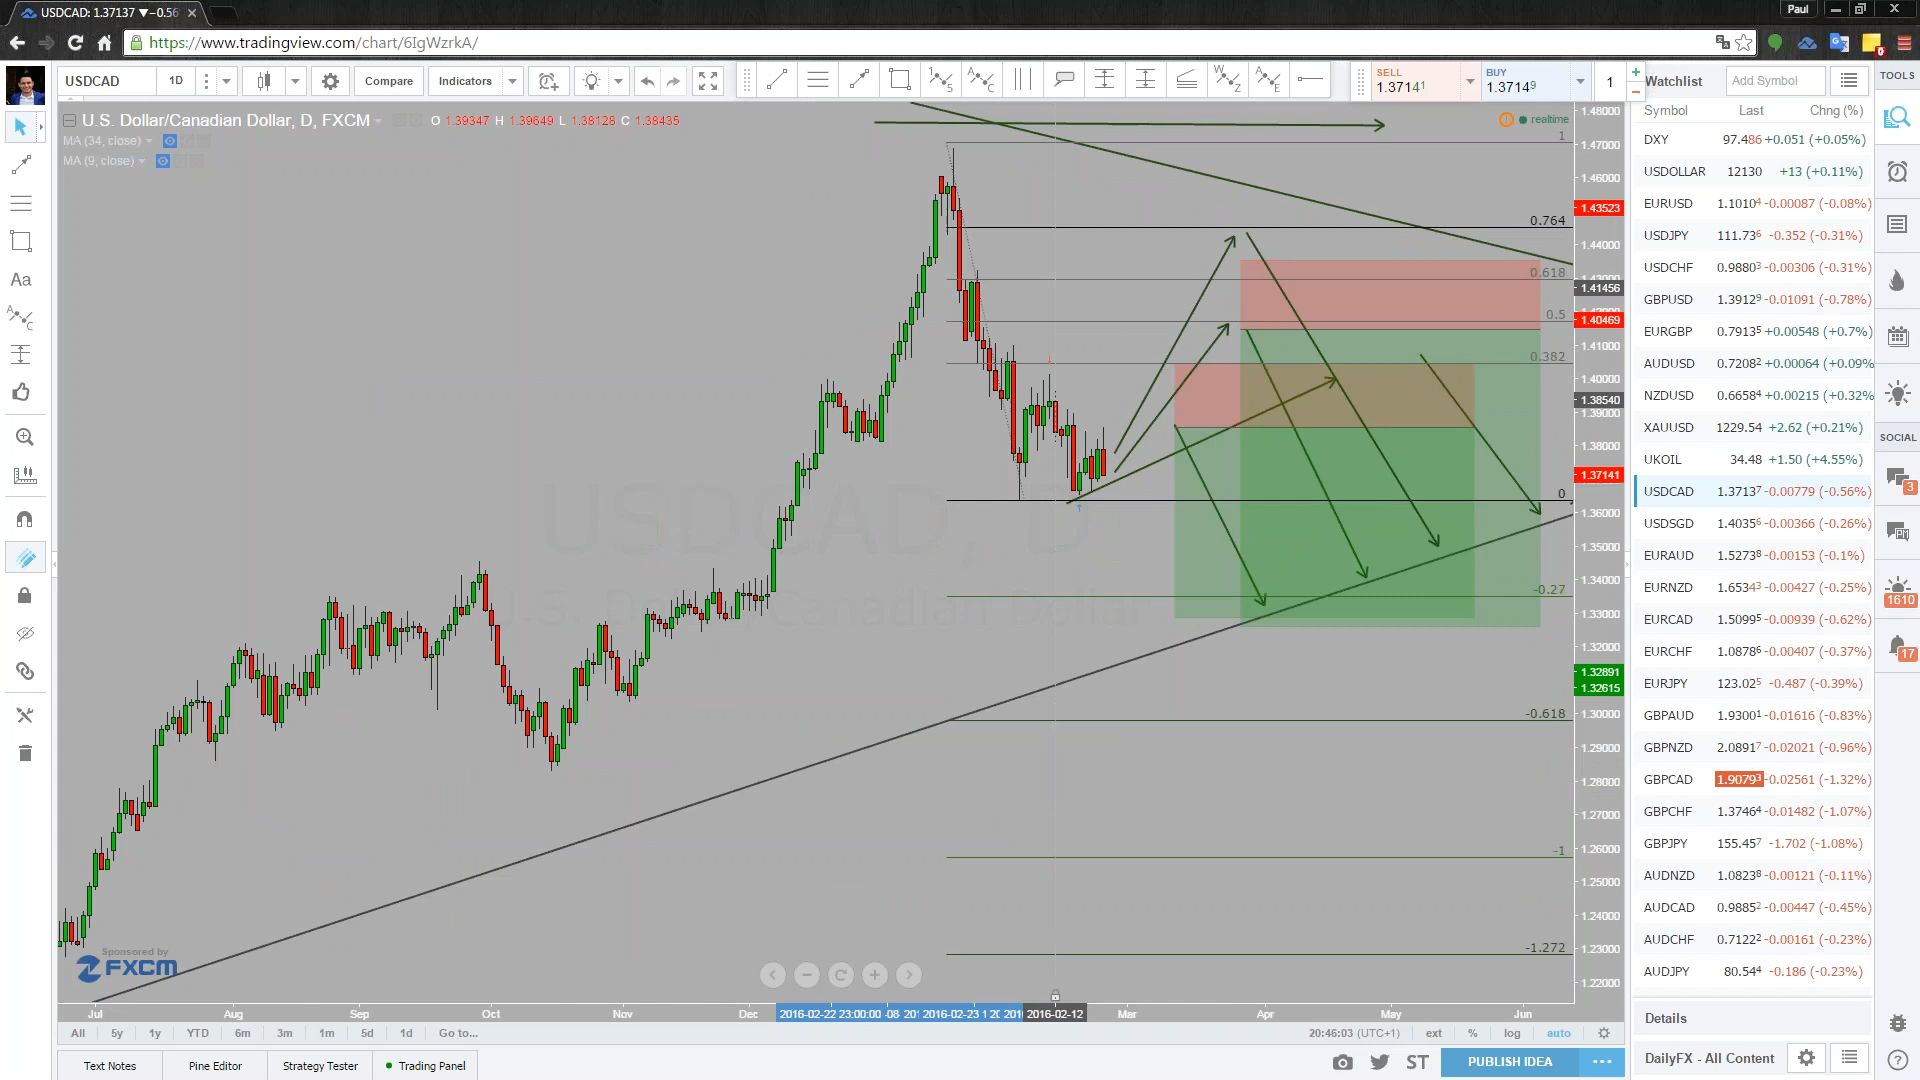 USDCAD: 1.37137 ▼−0.56
Paul
https://www.tradingview.com/chart/6IgWzrkA/
USDCAD 1D Compare Indicators
SELL 1.37141 BUY 1.37149 1
U.S. Dollar/Canadian Dollar, D, FXCM O 1.39347 H 1.39649 L 1.38128 C 1.38435
MA (34, close)
MA (9, close)
realtime
USDCAD, D
U.S. Dollar/Canadian Dollar
1
0.764
0.618
0.5
0.382
0
-0.27
-0.618
-1
-1.272
1.48000
1.47000
1.46000
1.43523
1.44000
1.43000
1.41456
1.40469
1.41000
1.40000
1.38540
1.39000
1.38000
1.37141
1.36000
1.35000
1.34000
1.33000
1.32000
1.32891
1.32615
1.30000
1.29000
1.28000
1.27000
1.26000
1.25000
1.24000
1.23000
1.22000
Sponsored by
FXCM
Jul Aug Sep Oct Nov Dec 2016-02-22 23:00:00 2016-02-23 2016-02-12 Mar Apr May Jun
All 5y 1y YTD 6m 3m 1m 5d 1d Go to... 20:46:03 (UTC+1) ext % log auto
Text Notes Pine Editor Strategy Tester Trading Panel ST PUBLISH IDEA ...
Watchlist Add Symbol
Symbol Last Chng (%)
DXY 97.486 +0.051 (+0.05%)
USDOLLAR 12130 +13 (+0.11%)
EURUSD 1.10104 -0.00087 (-0.08%)
USDJPY 111.736 -0.352 (-0.31%)
USDCHF 0.98803 -0.00306 (-0.31%)
GBPUSD 1.39129 -0.01091 (-0.78%)
EURGBP 0.79135 +0.00548 (+0.7%)
AUDUSD 0.72082 +0.00064 (+0.09%
NZDUSD 0.66584 +0.00215 (+0.32%
XAUUSD 1229.54 +2.62 (+0.21%)
UKOIL 34.48 +1.50 (+4.55%)
USDCAD 1.37137 -0.00779 (-0.56%)
USDSGD 1.40356 -0.00366 (-0.26%)
EURAUD 1.52738 -0.00153 (-0.1%)
EURNZD 1.65343 -0.00427 (-0.25%)
EURCAD 1.50995 -0.00939 (-0.62%)
EURCHF 1.08786 -0.00407 (-0.37%)
EURJPY 123.025 -0.487 (-0.39%)
GBPAUD 1.93001 -0.01616 (-0.83%)
GBPNZD 2.08917 -0.02021 (-0.96%)
GBPCAD 1.90793 -0.02561 (-1.32%)
GBPCHF 1.37464 -0.01482 (-1.07%)
GBPJPY 155.457 -1.702 (-1.08%)
AUDNZD 1.08238 -0.00121 (-0.11%)
AUDCAD 0.98852 -0.00447 (-0.45%)
AUDCHF 0.71222 -0.00161 (-0.23%)
AUDJPY 80.544 -0.186 (-0.23%)
Details
DailyFX - All Content
TOOLS
SOCIAL
3
1610
17